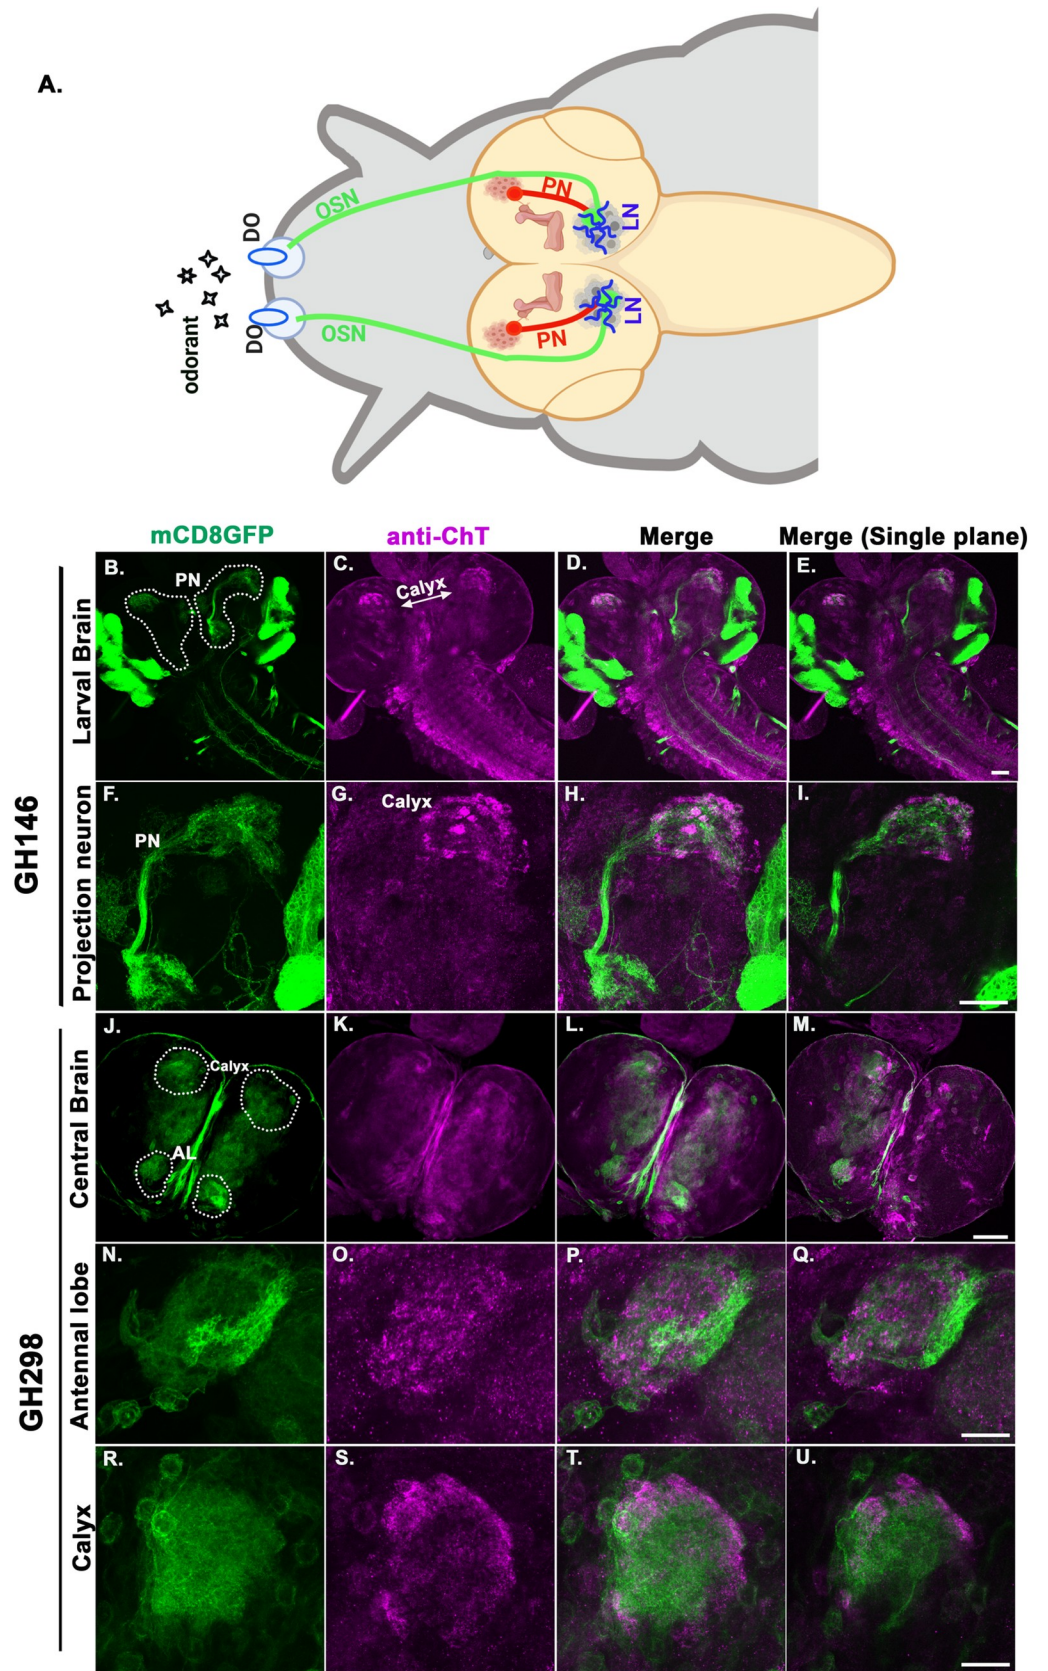 A.
OSN
PN
LN
DO
DO
odorant
OSN
PN
LN
mCD8GFP
anti-ChT
Merge
Merge (Single plane)
GH146
Larval Brain
B.
PN
C.
Calyx
D.
E.
Projection neuron
F.
PN
G.
Calyx
H.
I.
GH298
Central Brain
J.
Calyx
AL
K.
L.
M.
Antennal lobe
N.
O.
P.
Q.
Calyx
R.
S.
T.
U.